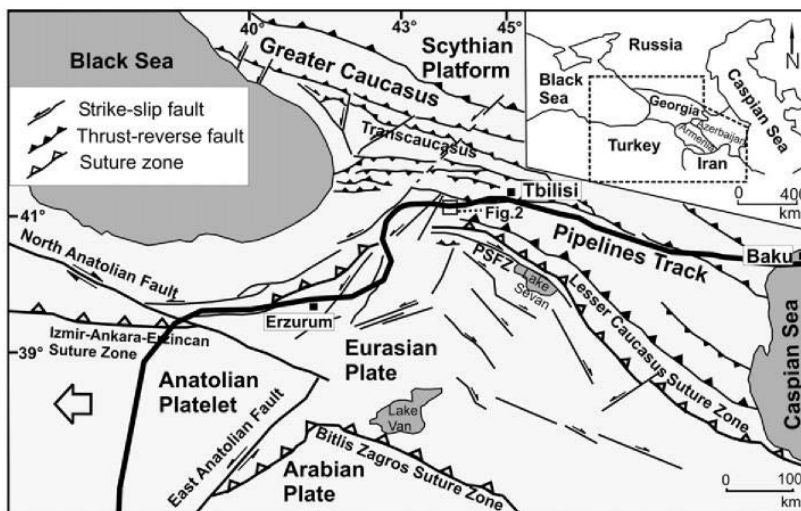 40°
43°
45°
Black Sea
Greater Caucasus
Scythian
Platform
Strike-slip fault
Thrust-reverse fault
Suture zone
Transcaucasus
Russia
Black
Sea
Georgia
Azerbaijan
Armenia
Turkey
Iran
Caspian Sea
N
0 400
km
Tbilisi
Fig.2
41°
North Anatolian Fault
Pipelines Track
Baku
PSFZ
Lake
Sevan
Lesser Caucasus Suture Zone
Erzurum
Izmir-Ankara-Erzincan
Suture Zone
39°
Eurasian
Plate
Anatolian
Platelet
East Anatolian Fault
Lake
Van
Bitlis Zagros Suture Zone
Arabian
Plate
Caspian Sea
0 100
km